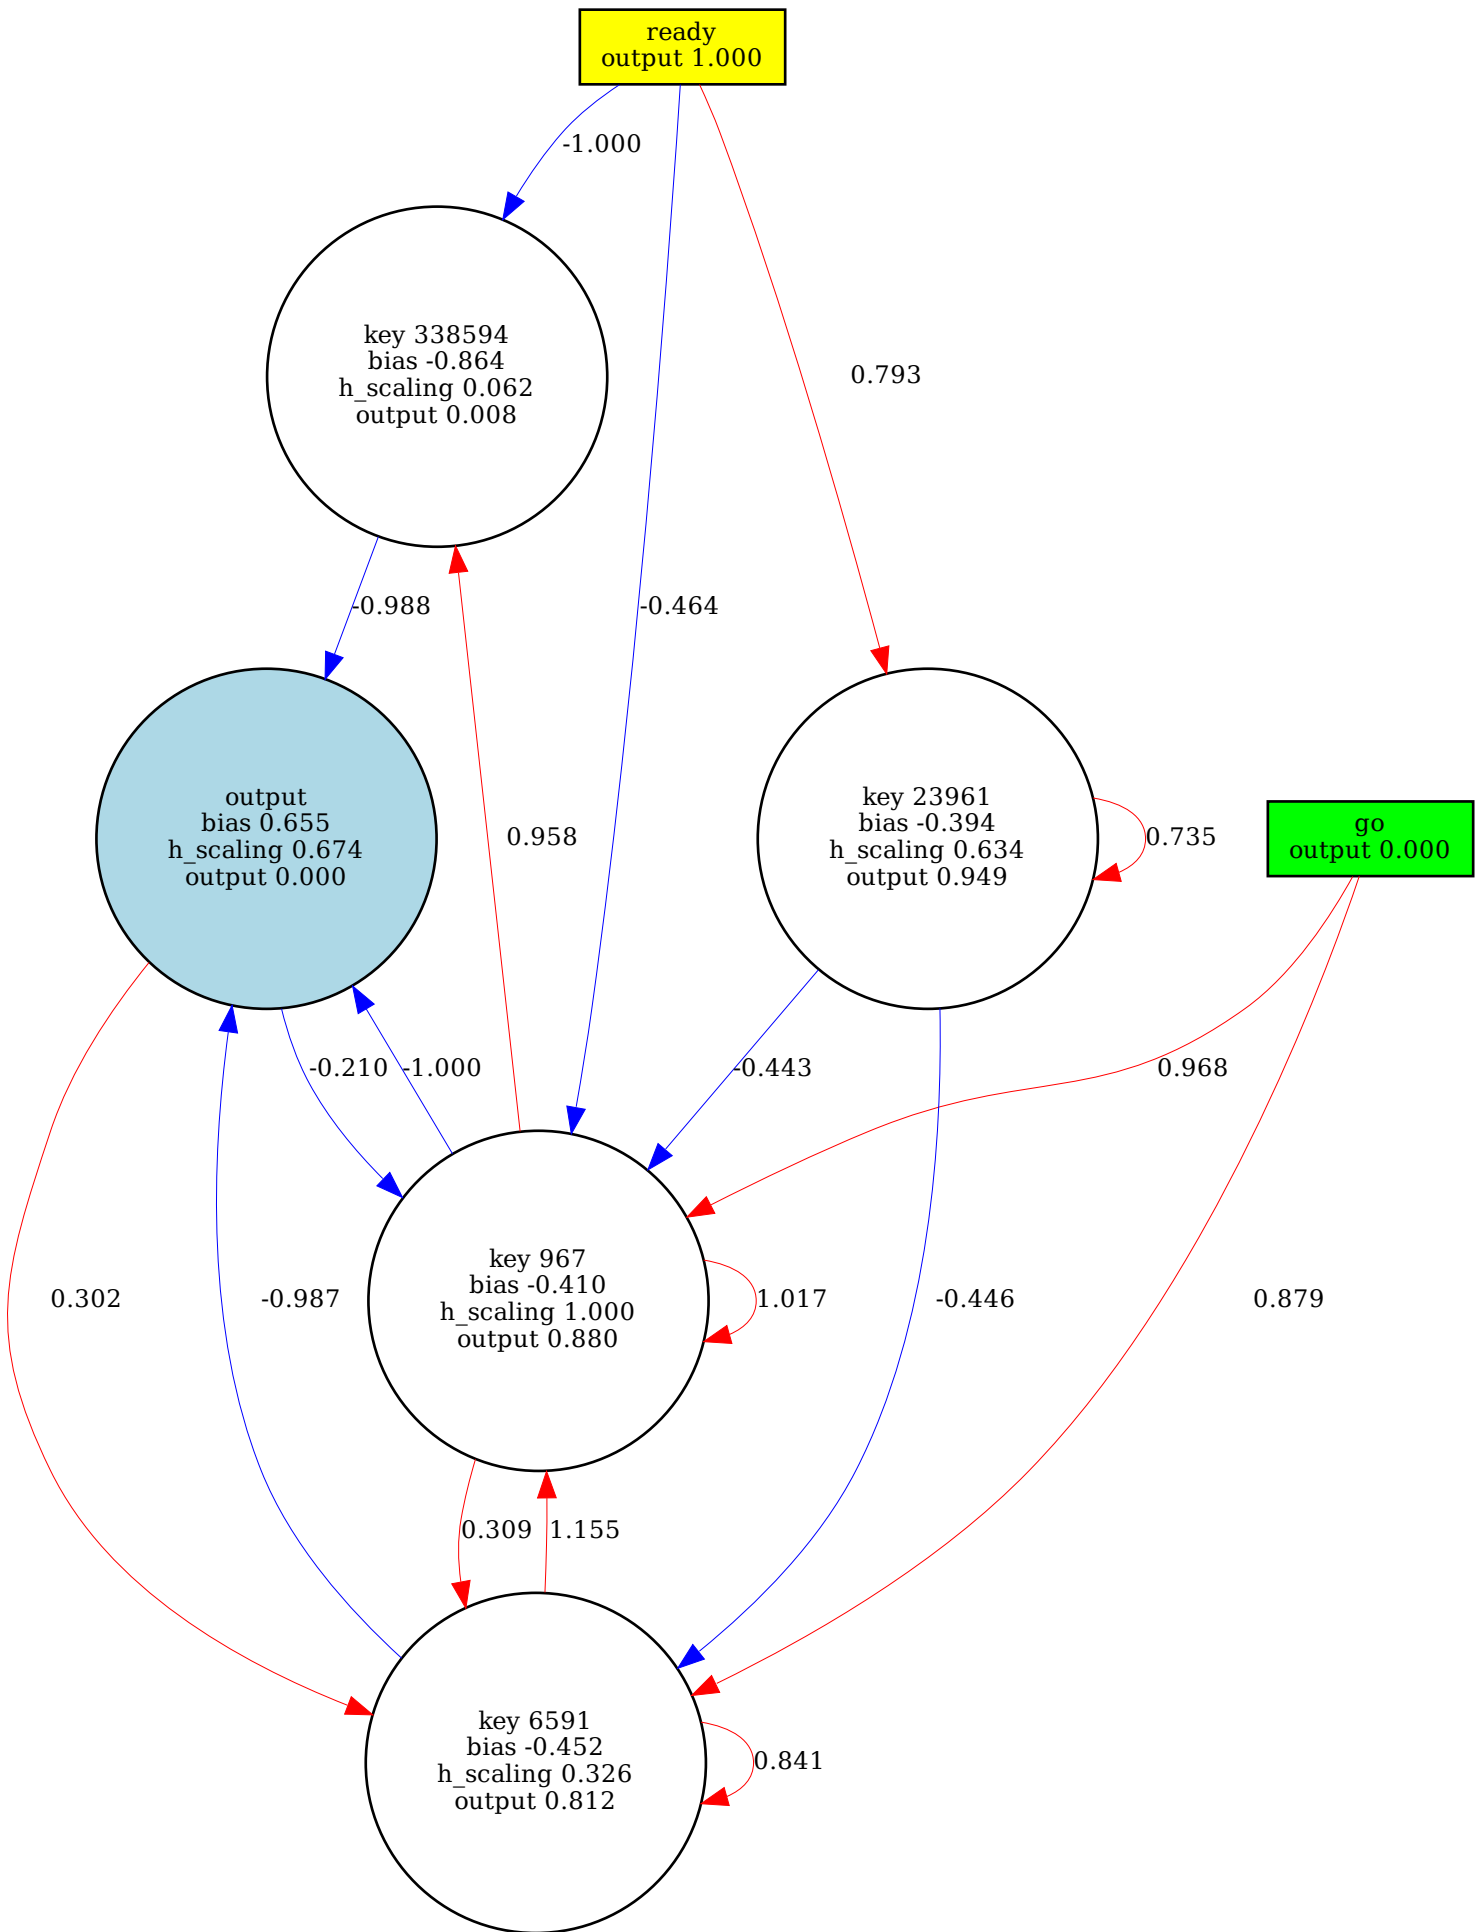 ready
output 1.000
-1.000
key 338594
bias -0.864
h_scaling 0.062
output 0.008
0.793
-0.988
-0.464
output
bias 0.655
h_scaling 0.674
output 0.000
0.958
key 23961
bias -0.394
h_scaling 0.634
output 0.949
0.735
go
output 0.000
-0.210
-1.000
-0.443
0.968
key 967
bias -0.410
h_scaling 1.000
output 0.880
0.302
-0.987
1.017
-0.446
0.879
0.309
1.155
key 6591
bias -0.452
h_scaling 0.326
output 0.812
0.841